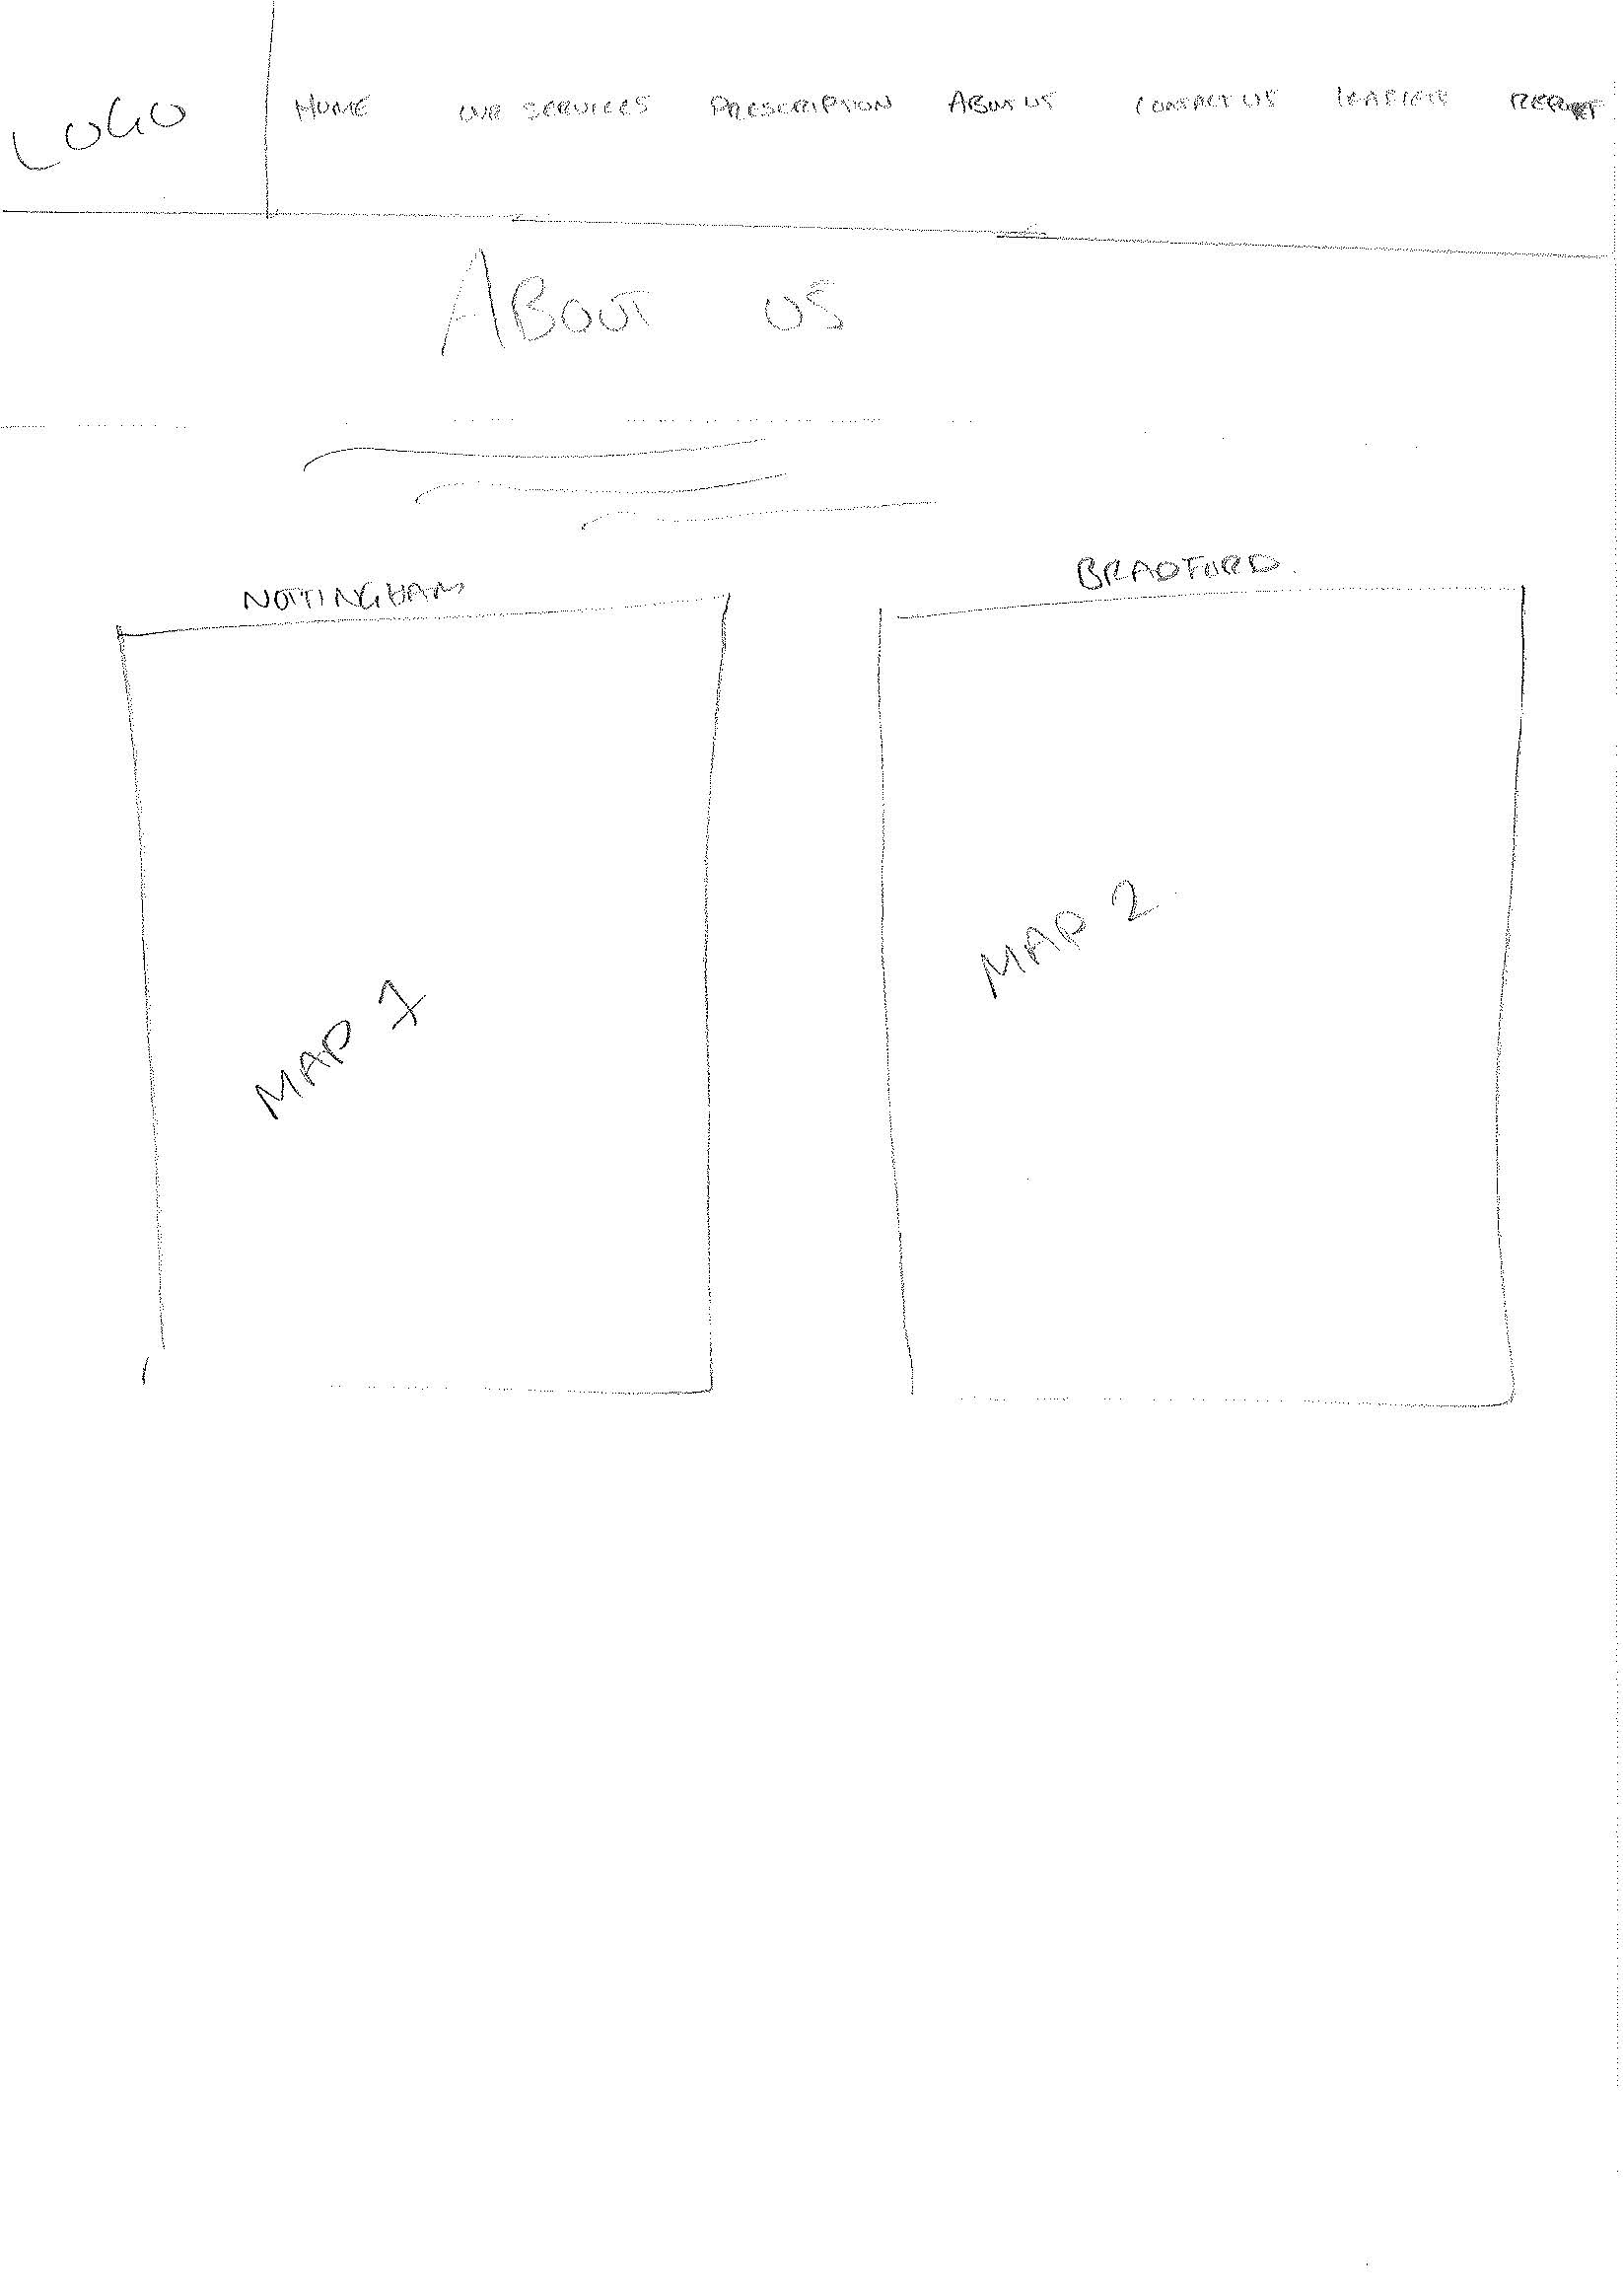 LOGO
HOME OUR SERVICES PRESCRIPTION ABOUT US CONTACT US LEAFLETS REPORT
ABOUT US
NOTTINGHAM BRADFORD
MAP 1 MAP 2